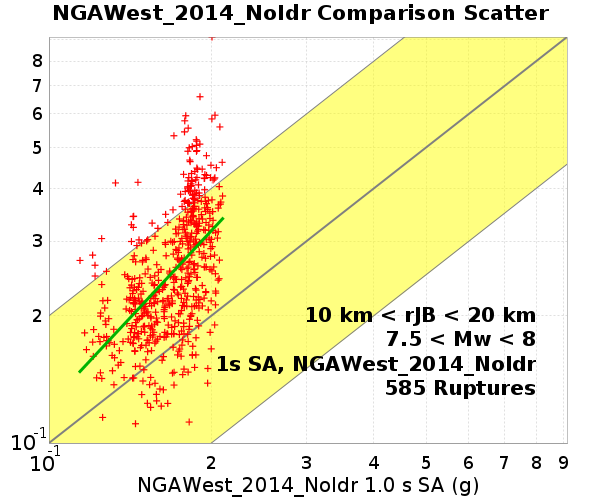 NGAWest_2014_NoIdr Comparison Scatter
8
7
6
5
4
3
2
10^-1
10 km < rJB < 20 km
7.5 < Mw < 8
1s SA, NGAWest_2014_NoIdr
585 Ruptures
10^-1 2 3 4 5 6 7 8 9
NGAWest_2014_NoIdr 1.0 s SA (g)